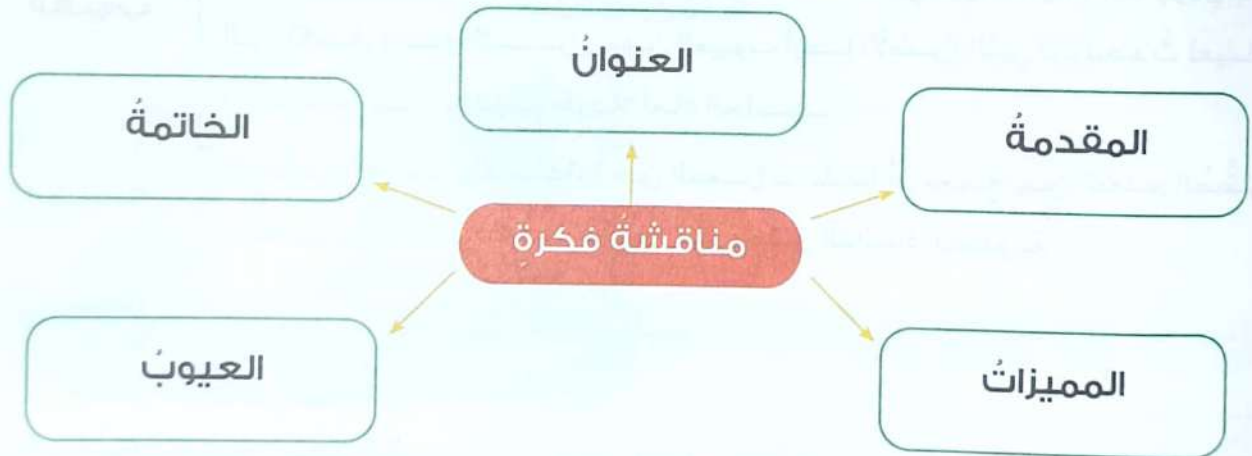 العنوانُ
المقدمةُ
الخاتمةُ
مناقشةُ فكرةٍ
المميزاتُ
العيوبُ